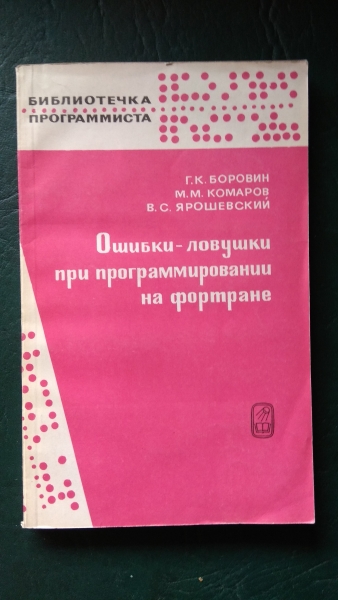 БИБЛИОТЕЧКА
ПРОГРАММИСТА
Г.К. БОРОВИН
М.М. КОМАРОВ
В.С. ЯРОШЕВСКИЙ
Ошибки-ловушки
при программировании
на фортране